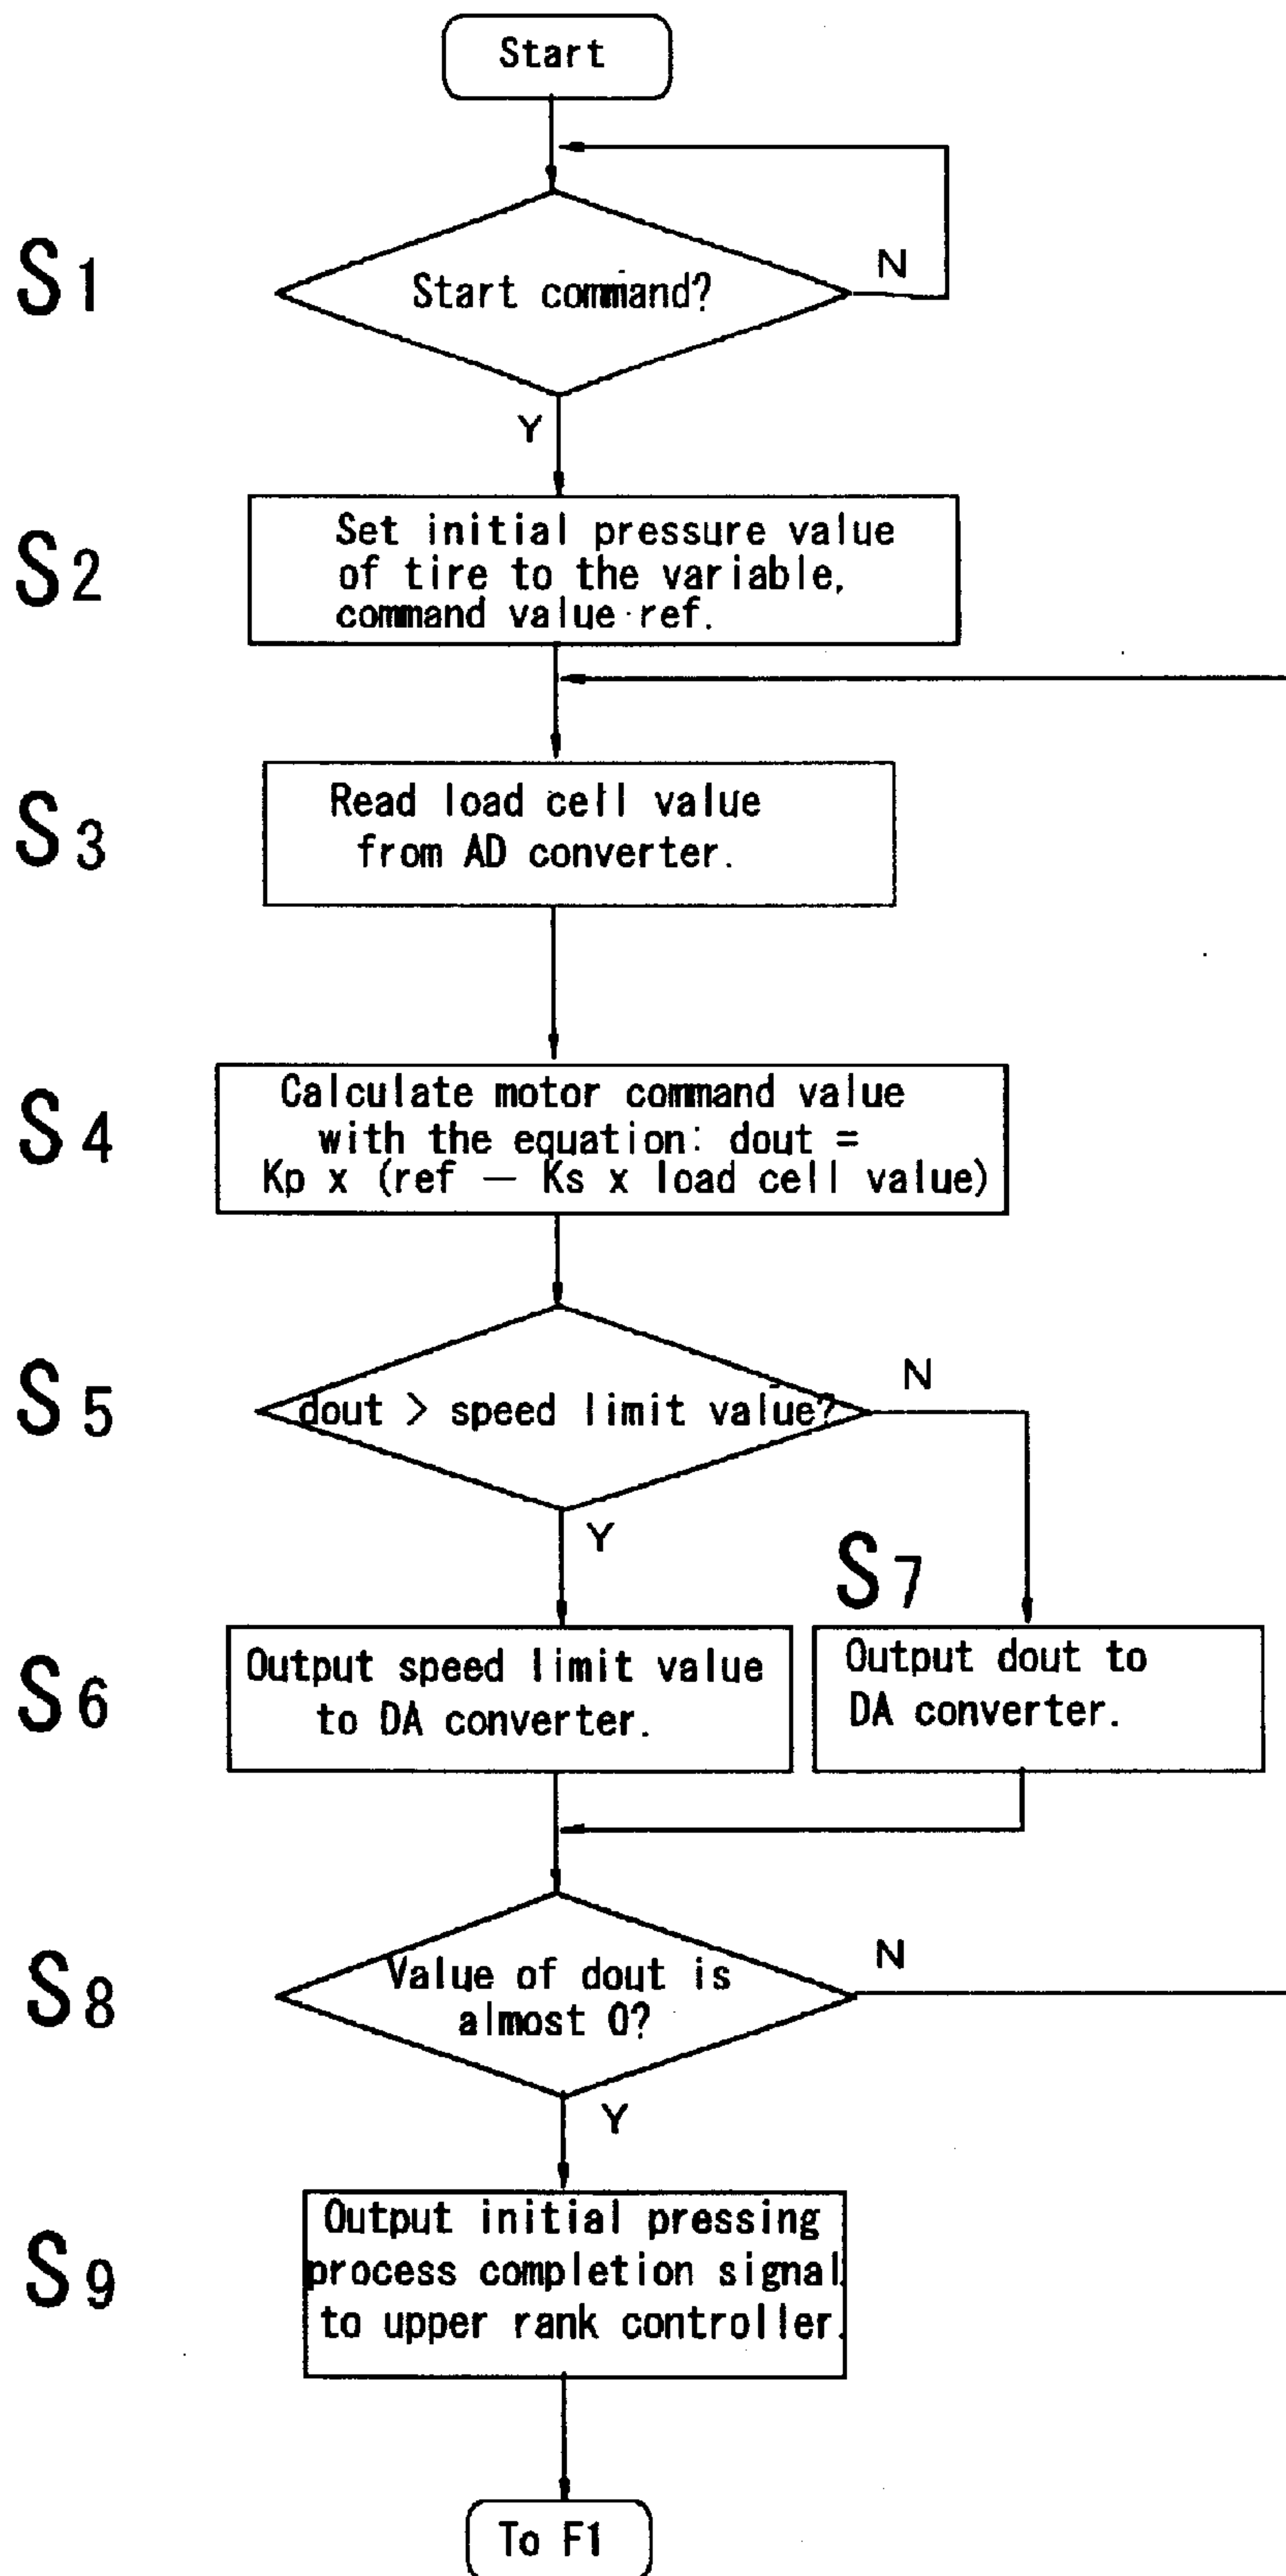 Start
S1
Start command?
N
Y
S2
Set initial pressure value
of tire to the variable,
command value ref.
S3
Read load cell value
from AD converter.
S4
Calculate motor command value
with the equation: dout =
Kp x (ref — Ks x load cell value)
S5
dout > speed limit value?
N
Y
S7
S6
Output speed limit value
to DA converter.
Output dout to
DA converter.
S8
Value of dout is
almost 0?
N
Y
S9
Output initial pressing
process completion signal
to upper rank controller.
To F1